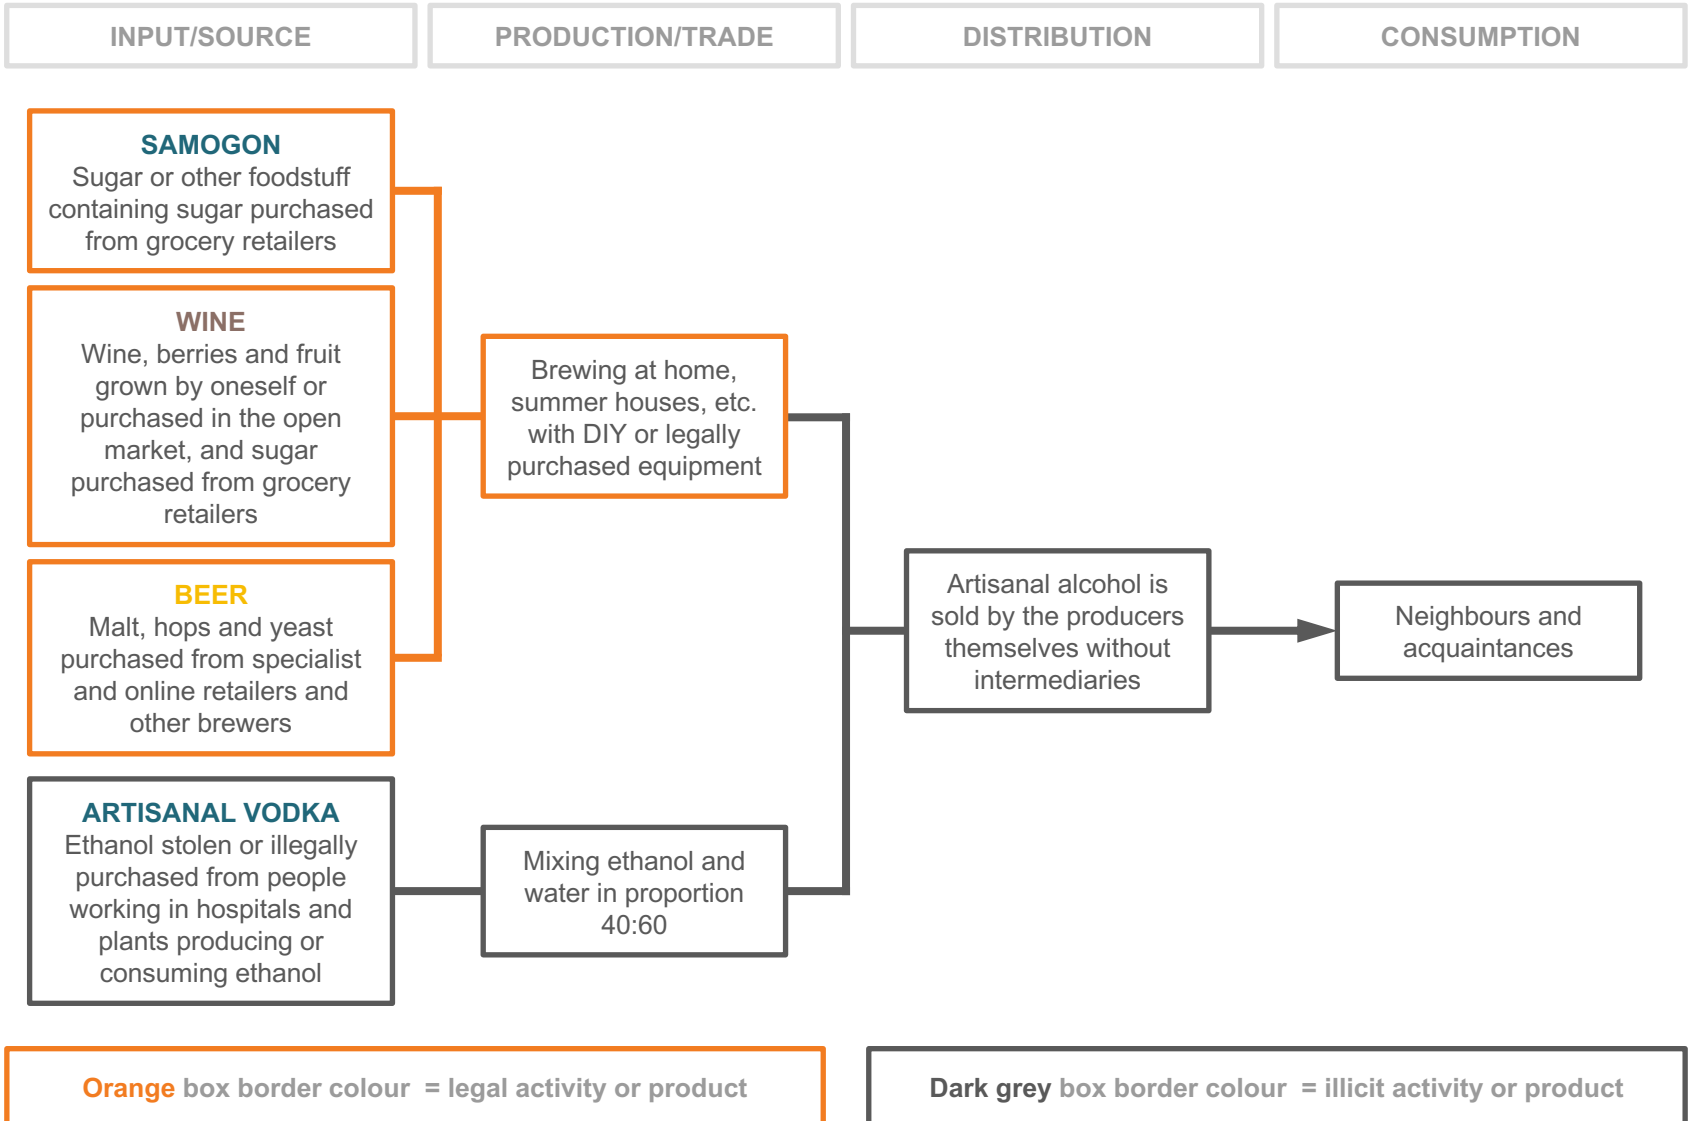 INPUT/SOURCE
PRODUCTION/TRADE
DISTRIBUTION
CONSUMPTION
SAMOGON
Sugar or other foodstuff
containing sugar purchased
from grocery retailers
WINE
Wine, berries and fruit
grown by oneself or
purchased in the open
market, and sugar
purchased from grocery
retailers
BEER
Malt, hops and yeast
purchased from specialist
and online retailers and
other brewers
ARTISANAL VODKA
Ethanol stolen or illegally
purchased from people
working in hospitals and
plants producing or
consuming ethanol
Brewing at home,
summer houses, etc.
with DIY or legally
purchased equipment
Mixing ethanol and
water in proportion
40:60
Artisanal alcohol is
sold by the producers
themselves without
intermediaries
Neighbours and
acquaintances
Orange box border colour = legal activity or product
Dark grey box border colour = illicit activity or product